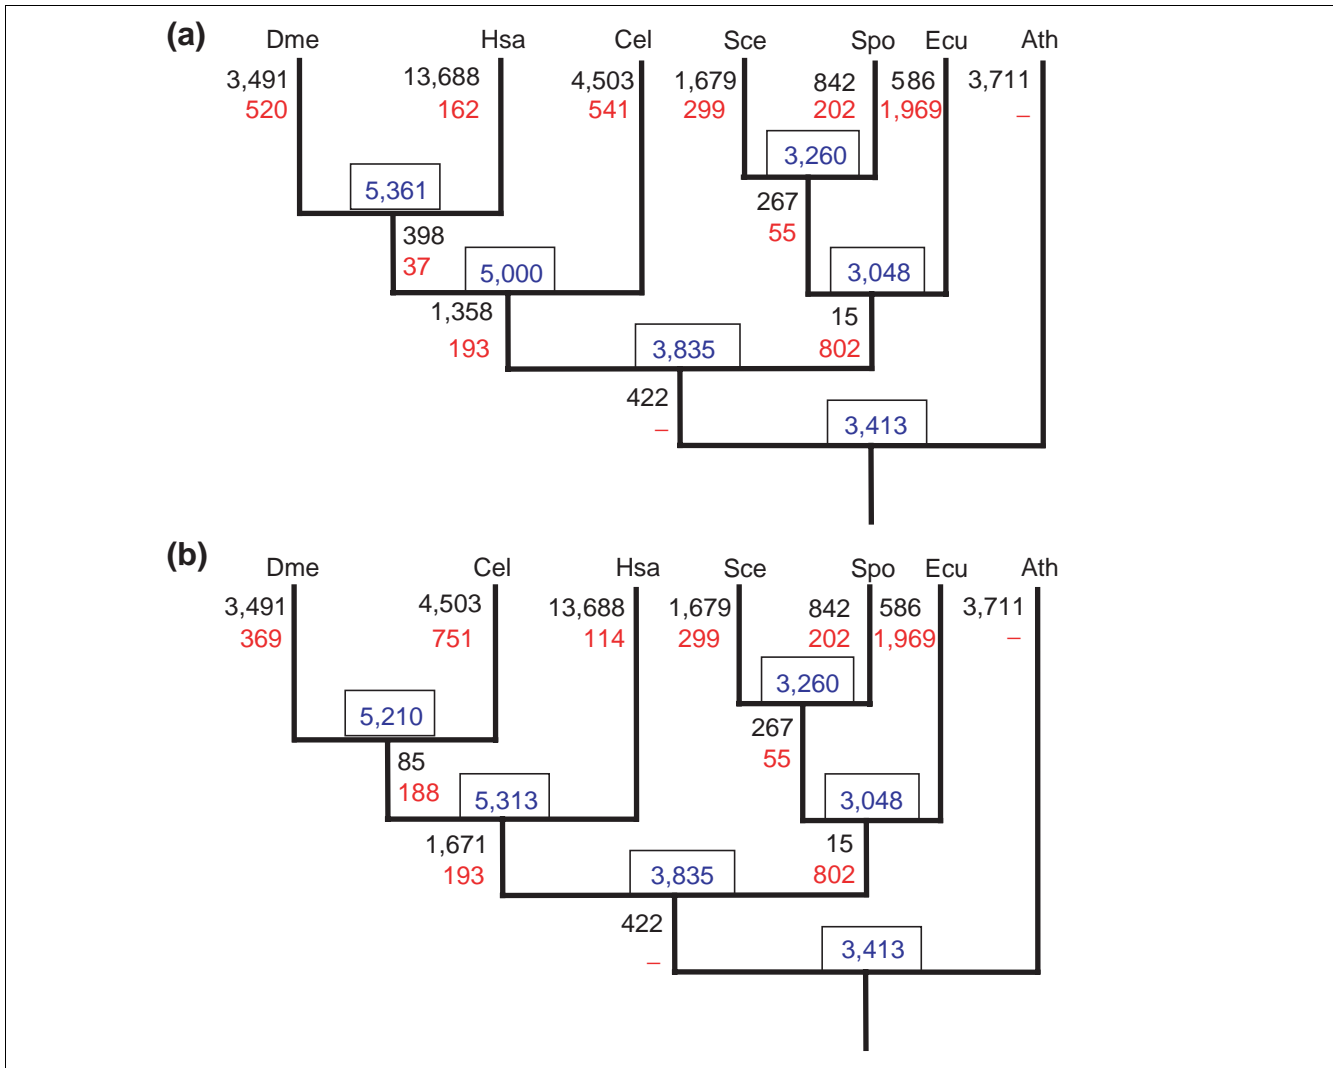 (a)
Dme Hsa Cel Sce Spo Ecu Ath
3,491 13,688 4,503 1,679 842 586 3,711
520 162 541 299 202 1,969 –
3,260
5,361
267
398 55
37 5,000 3,048
1,358 15
193 3,835 802
422
– 3,413
(b)
Dme Cel Hsa Sce Spo Ecu Ath
3,491 4,503 13,688 1,679 842 586 3,711
369 751 114 299 202 1,969 –
3,260
5,210
267
85 55
188 5,313 3,048
1,671 15
193 3,835 802
422
– 3,413